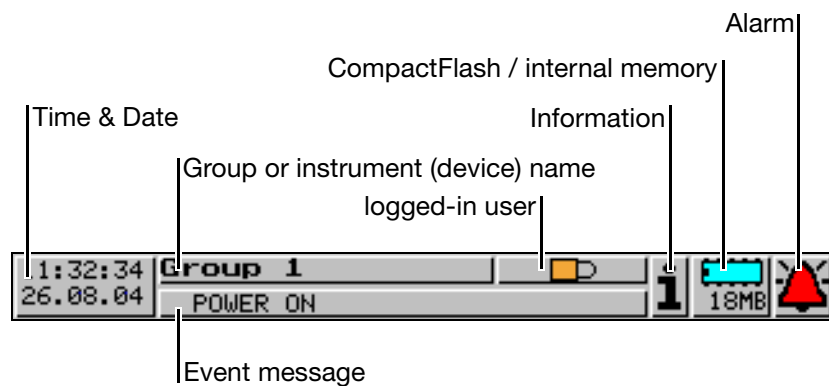 Alarm
CompactFlash / internal memory
Time & Date
Information
Group or instrument (device) name
logged-in user
1:32:34
Group 1
26.08.04
POWER ON
18MB
Event message